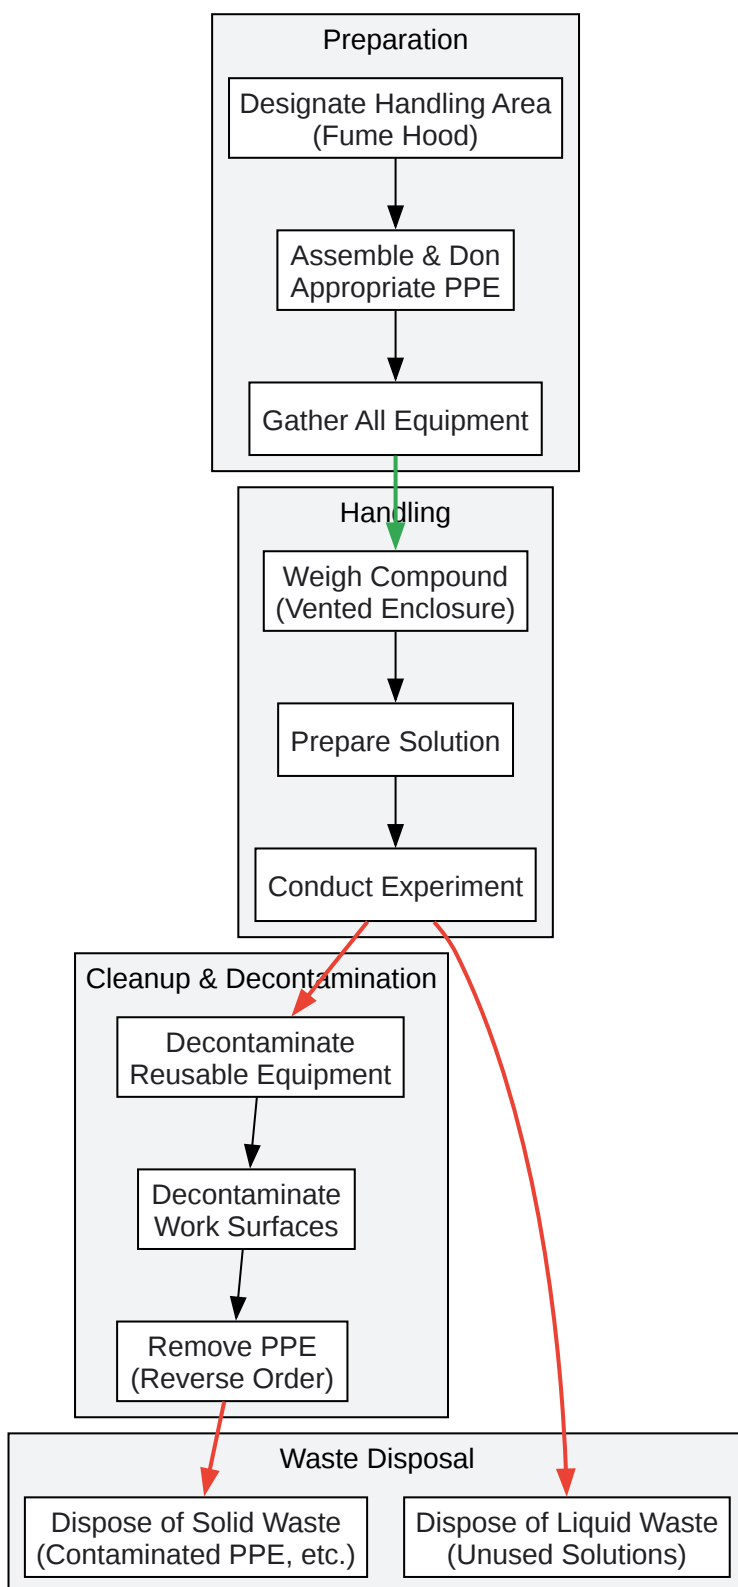 Preparation
Designate Handling Area
(Fume Hood)
Assemble & Don
Appropriate PPE
Gather All Equipment
Handling
Weigh Compound
(Vented Enclosure)
Prepare Solution
Conduct Experiment
Cleanup & Decontamination
Decontaminate
Reusable Equipment
Decontaminate
Work Surfaces
Remove PPE
(Reverse Order)
Waste Disposal
Dispose of Solid Waste
(Contaminated PPE, etc.)
Dispose of Liquid Waste
(Unused Solutions)